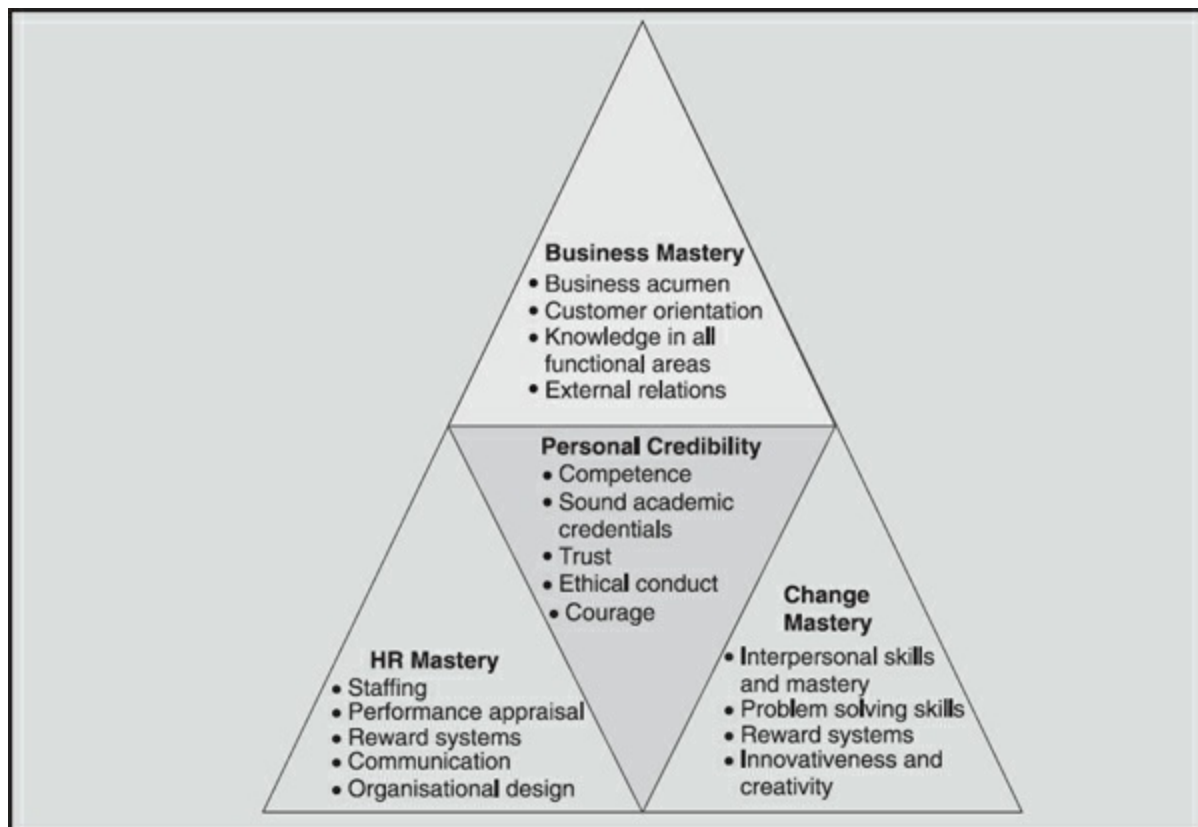 Business Mastery
• Business acumen
• Customer orientation
• Knowledge in all
functional areas
• External relations
Personal Credibility
• Competence
• Sound academic
credentials
• Trust
• Ethical conduct
• Courage
HR Mastery
• Staffing
• Performance appraisal
• Reward systems
• Communication
• Organisational design
Change
Mastery
• Interpersonal skills
and mastery
• Problem solving skills
• Reward systems
• Innovativeness and
creativity